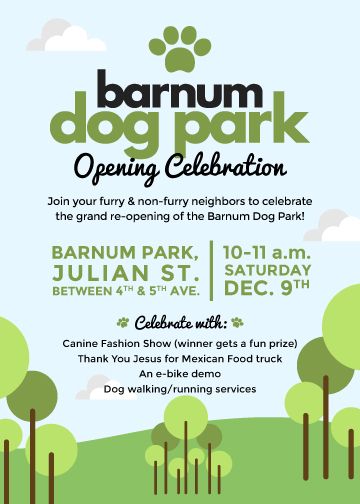 barnum
dog park
Opening Celebration
Join your furry & non-furry neighbors to celebrate
the grand re-opening of the Barnum Dog Park!
BARNUM PARK,
JULIAN ST.
BETWEEN 4TH & 5TH AVE.
10-11 a.m.
SATURDAY
DEC. 9TH
Celebrate with:
Canine Fashion Show (winner gets a fun prize)
Thank You Jesus for Mexican Food truck
An e-bike demo
Dog walking/running services